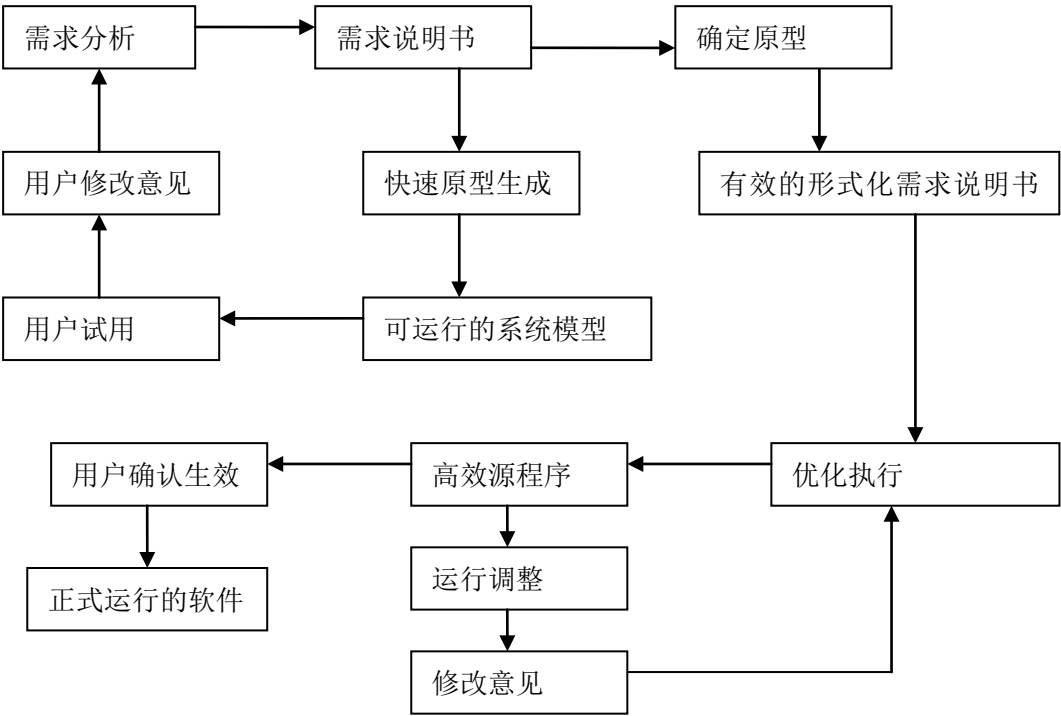 需求分析
需求说明书
确定原型
用户修改意见
快速原型生成
有效的形式化需求说明书
用户试用
可运行的系统模型
用户确认生效
高效源程序
优化执行
运行调整
正式运行的软件
修改意见